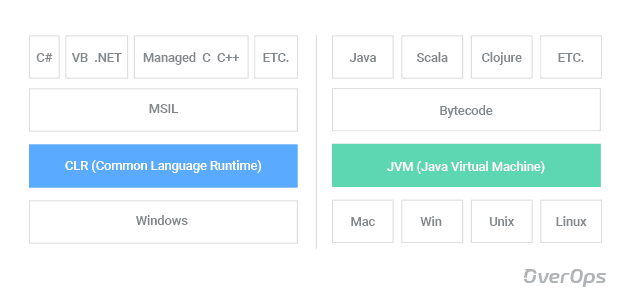 C#
VB .NET
Managed C C++
ETC.
MSIL
CLR (Common Language Runtime)
Windows
Java
Scala
Clojure
ETC.
Bytecode
JVM (Java Virtual Machine)
Mac
Win
Unix
Linux
OverOps